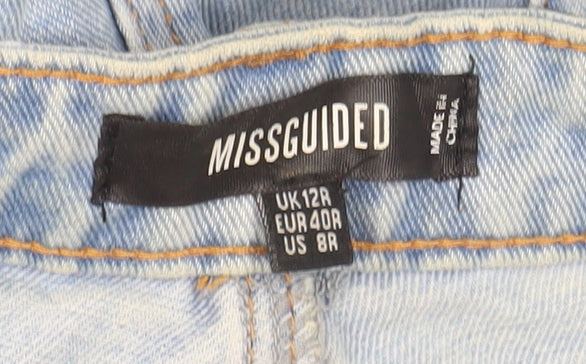 MISSGUIDED
MADE IN
CHINA
UK 12R
EUR 40R
US 8R